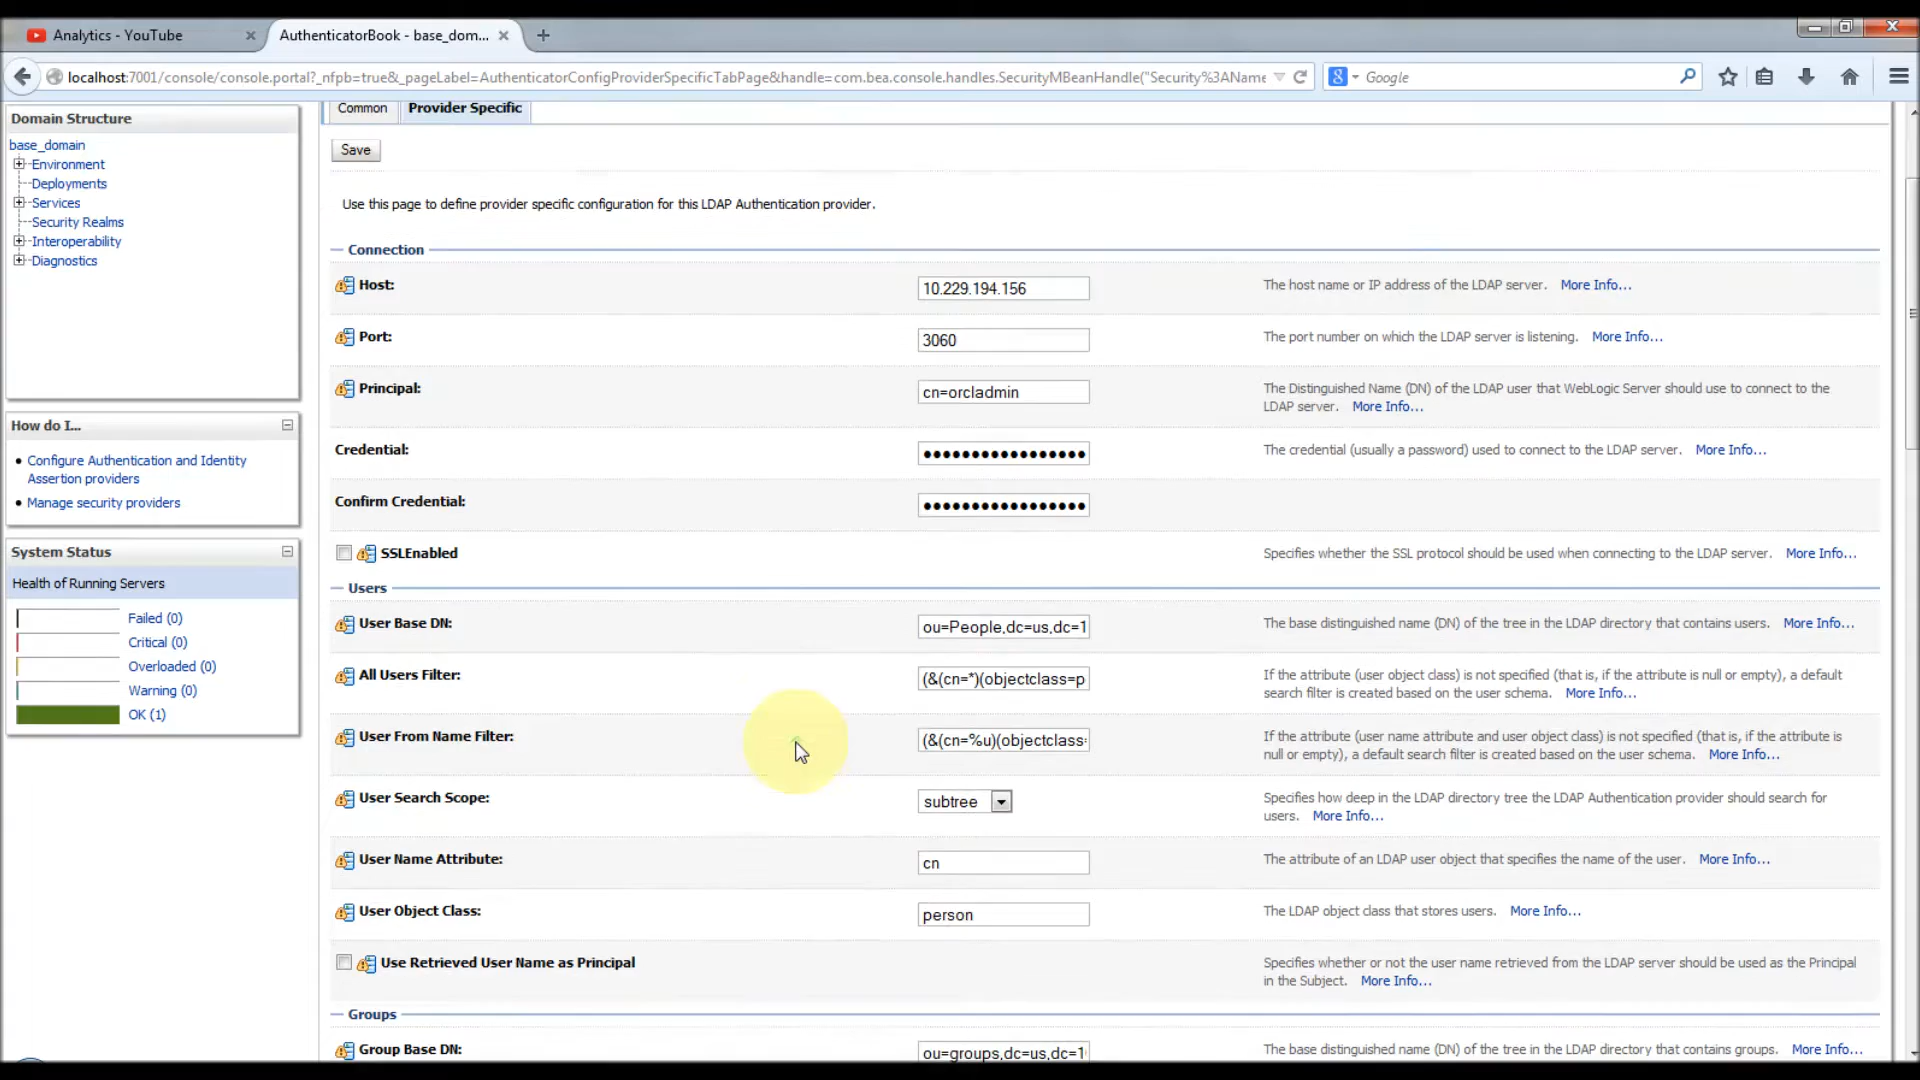 Analytics - YouTube
AuthenticatorBook - base_dom...
localhost:7001/console/console.portal?_nfpb=true&_pageLabel=AuthenticatorConfigProviderSpecificTabPage&handle=com.bea.console.handles.SecurityMBeanHandle("Security%3AName
Google
Domain Structure
base_domain
Environment
Deployments
Services
Security Realms
Interoperability
Diagnostics
How do I...
Configure Authentication and Identity
Assertion providers
Manage security providers
System Status
Health of Running Servers
Failed (0)
Critical (0)
Overloaded (0)
Warning (0)
OK (1)
Common
Provider Specific
Save
Use this page to define provider specific configuration for this LDAP Authentication provider.
Connection
Host:
10.229.194.156
The host name or IP address of the LDAP server. More Info...
Port:
3060
The port number on which the LDAP server is listening. More Info...
Principal:
cn=orcladmin
The Distinguished Name (DN) of the LDAP user that WebLogic Server should use to connect to the
LDAP server. More Info...
Credential:
The credential (usually a password) used to connect to the LDAP server. More Info...
Confirm Credential:
SSLEnabled
Specifies whether the SSL protocol should be used when connecting to the LDAP server. More Info...
Users
User Base DN:
ou=People,dc=us,dc=1
The base distinguished name (DN) of the tree in the LDAP directory that contains users. More Info...
All Users Filter:
(&(cn=*)(objectclass=p
If the attribute (user object class) is not specified (that is, if the attribute is null or empty), a default
search filter is created based on the user schema. More Info...
User From Name Filter:
(&(cn=%u)(objectclass=
If the attribute (user name attribute and user object class) is not specified (that is, if the attribute is
null or empty), a default search filter is created based on the user schema. More Info...
User Search Scope:
subtree
Specifies how deep in the LDAP directory tree the LDAP Authentication provider should search for
users. More Info...
User Name Attribute:
cn
The attribute of an LDAP user object that specifies the name of the user. More Info...
User Object Class:
person
The LDAP object class that stores users. More Info...
Use Retrieved User Name as Principal
Specifies whether or not the user name retrieved from the LDAP server should be used as the Principal
in the Subject. More Info...
Groups
Group Base DN:
ou=groups,dc=us,dc=1
The base distinguished name (DN) of the tree in the LDAP directory that contains groups. More Info...